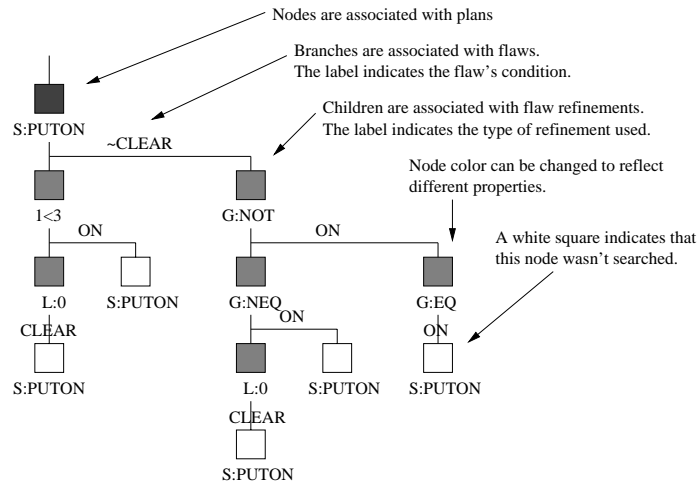 Nodes are associated with plans
Branches are associated with flaws.
The label indicates the flaw's condition.
S:PUTON
Children are associated with flaw refinements.
The label indicates the type of refinement used.
~CLEAR
Node color can be changed to reflect
different properties.
1<3
G:NOT
ON
ON
A white square indicates that
this node wasn't searched.
L:0
S:PUTON
G:NEQ
G:EQ
CLEAR
ON
ON
S:PUTON
L:0
S:PUTON
S:PUTON
CLEAR
S:PUTON